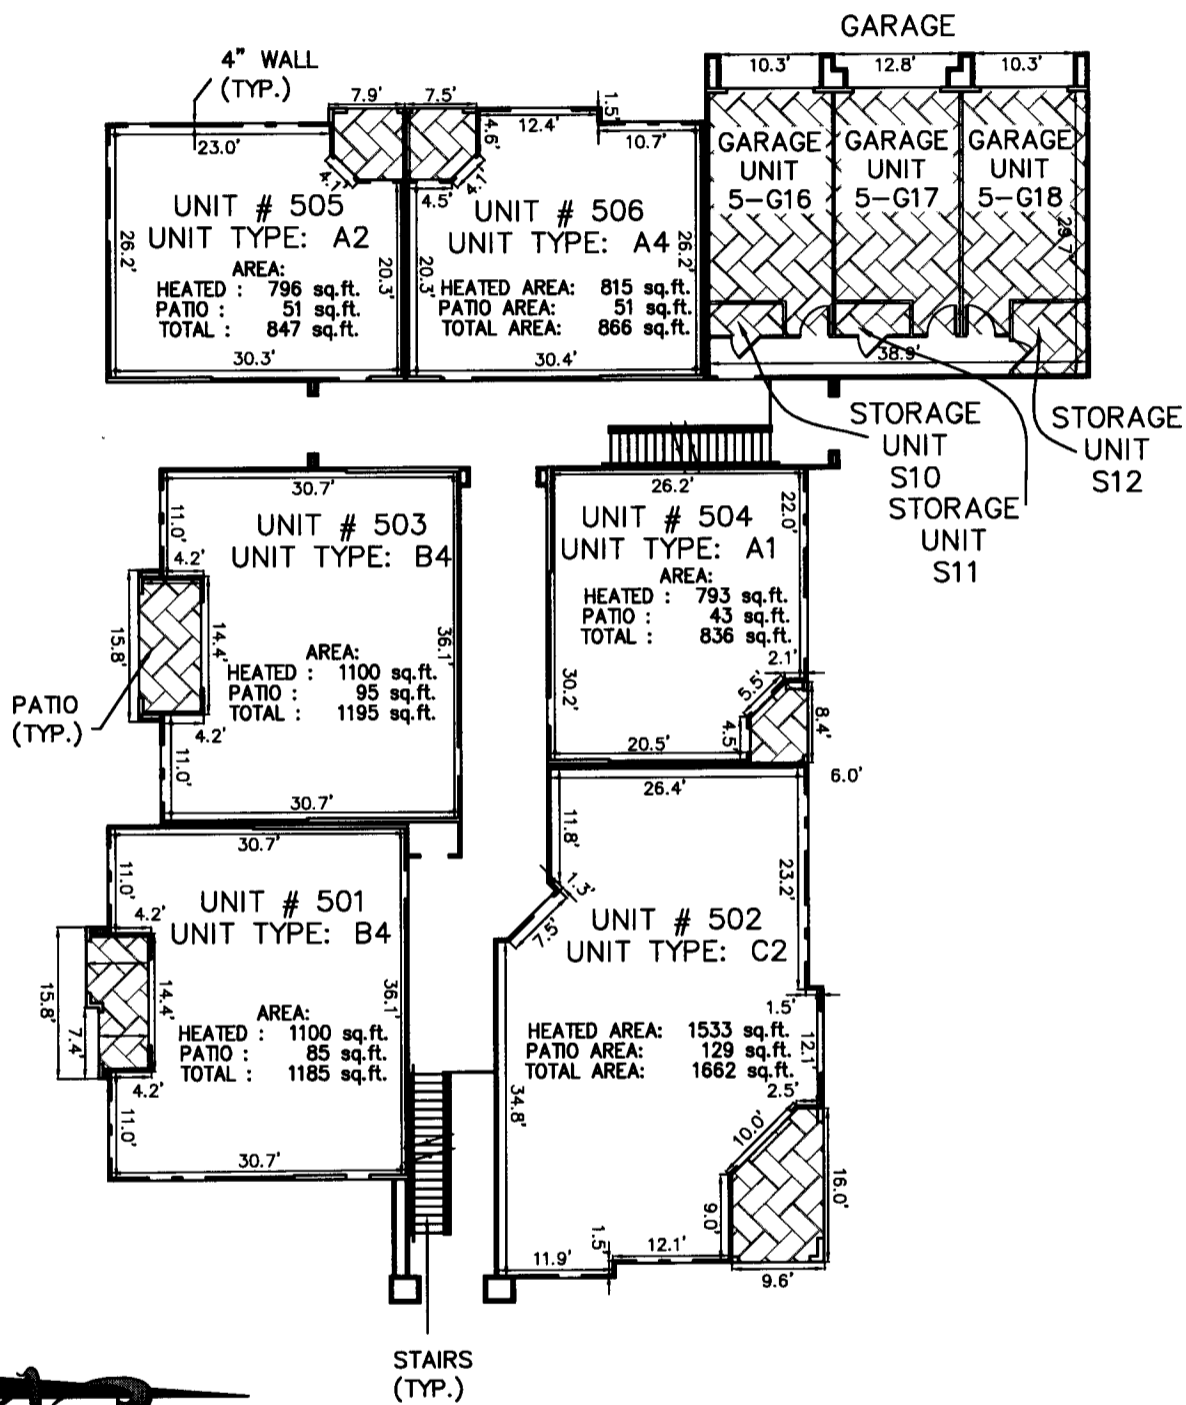 GARAGE
4" WALL
(TYP.)
10.3'
12.8'
10.3'
7.9'
7.5'
1.5'
12.4'
10.7'
23.0'
4.6'
4.1'
4.1'
4.5'
UNIT # 505
UNIT TYPE: A2
AREA:
HEATED : 796 sq.ft.
PATIO : 51 sq.ft.
TOTAL : 847 sq.ft.
26.2'
20.3'
30.3'
UNIT # 506
UNIT TYPE: A4
HEATED AREA: 815 sq.ft.
PATIO AREA: 51 sq.ft.
TOTAL AREA: 866 sq.ft.
20.3'
26.2'
30.4'
GARAGE
UNIT
5-G16
GARAGE
UNIT
5-G17
GARAGE
UNIT
5-G18
29.7'
38.9'
STORAGE
UNIT
S10
STORAGE
UNIT
S11
STORAGE
UNIT
S12
30.7'
11.0'
4.2'
UNIT # 503
UNIT TYPE: B4
15.8'
14.4'
36.1'
AREA:
HEATED : 1100 sq.ft.
PATIO : 95 sq.ft.
TOTAL : 1195 sq.ft.
PATIO
(TYP.)
4.2'
11.0'
30.7'
26.2'
22.0'
UNIT # 504
UNIT TYPE: A1
AREA:
HEATED : 793 sq.ft.
PATIO : 43 sq.ft.
TOTAL : 836 sq.ft.
2.1'
5.5'
30.2'
4.5'
8.4'
20.5'
6.0'
30.7'
11.0'
4.2'
UNIT # 501
UNIT TYPE: B4
15.8'
14.4'
7.4'
36.1'
AREA:
HEATED : 1100 sq.ft.
PATIO : 85 sq.ft.
TOTAL : 1185 sq.ft.
4.2'
11.0'
30.7'
26.4'
11.8'
1.3'
7.5'
23.2'
UNIT # 502
UNIT TYPE: C2
1.5'
HEATED AREA: 1533 sq.ft.
PATIO AREA: 129 sq.ft.
TOTAL AREA: 1662 sq.ft.
12.1'
2.5'
34.8'
10.0'
16.0'
9.0'
1.5'
12.1'
11.9'
9.6'
STAIRS
(TYP.)